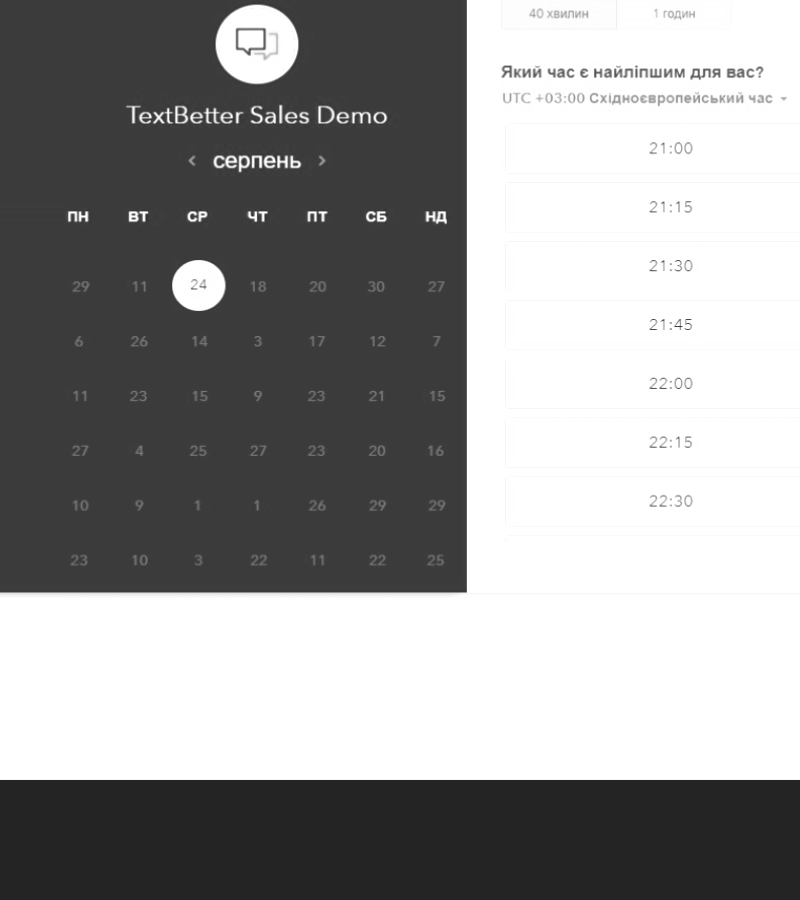 TextBetter Sales Demo
серпень
ПН ВТ СР ЧТ ПТ СБ НД
29 11 24 18 20 30 27
6 26 14 3 17 12 7
11 23 15 9 23 21 15
27 4 25 27 23 20 16
10 9 1 1 26 29 29
23 10 3 22 11 22 25
40 хвилин 1 годин
Який час є найліпшим для вас?
UTC +03:00 Східноєвропейський час
21:00
21:15
21:30
21:45
22:00
22:15
22:30